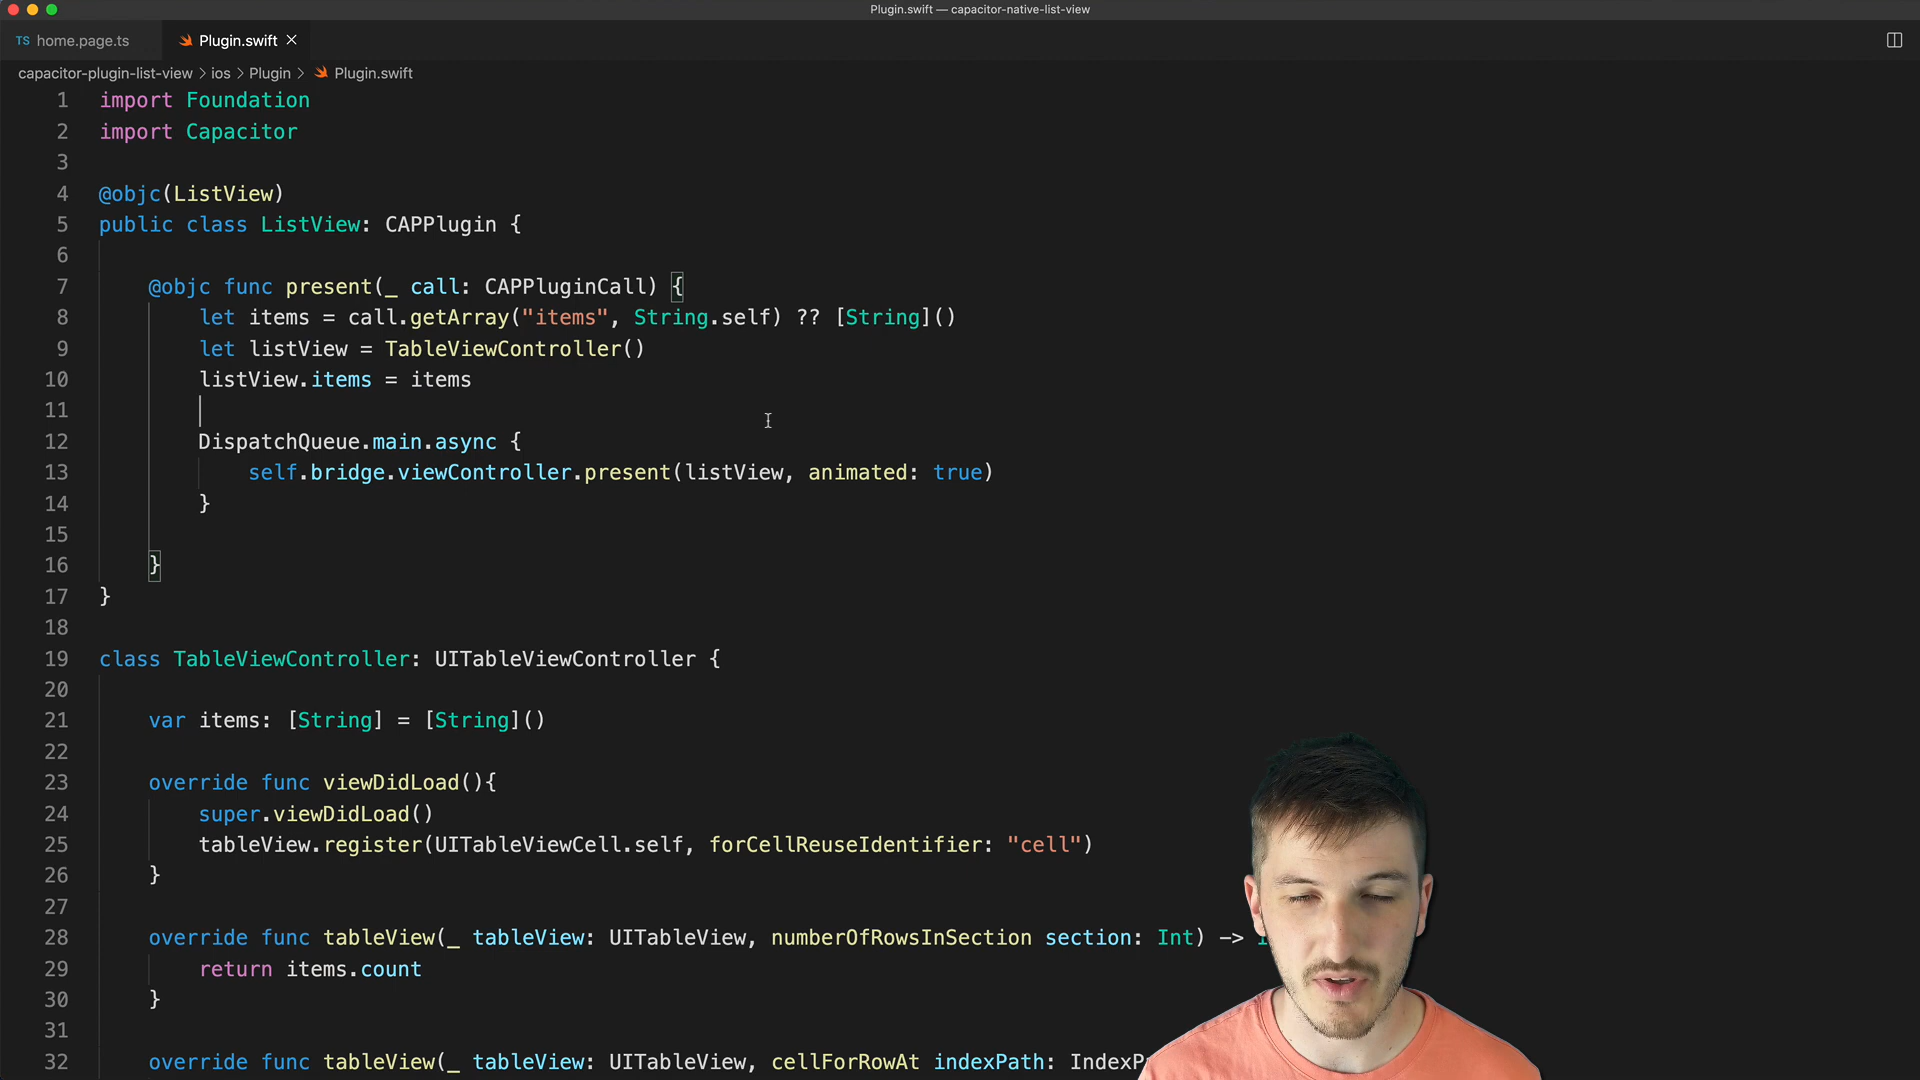 Plugin.swift — capacitor-native-list-view
TS home.page.ts
Plugin.swift
capacitor-plugin-list-view > ios > Plugin > Plugin.swift
1 import Foundation
2 import Capacitor
3
4 @objc(ListView)
5 public class ListView: CAPPlugin {
6
7 @objc func present(_ call: CAPPluginCall) {
8 let items = call.getArray("items", String.self) ?? [String]()
9 let listView = TableViewController()
10 listView.items = items
11
12 DispatchQueue.main.async {
13 self.bridge.viewController.present(listView, animated: true)
14 }
15
16 }
17 }
18
19 class TableViewController: UITableViewController {
20
21 var items: [String] = [String]()
22
23 override func viewDidLoad(){
24 super.viewDidLoad()
25 tableView.register(UITableViewCell.self, forCellReuseIdentifier: "cell")
26 }
27
28 override func tableView(_ tableView: UITableView, numberOfRowsInSection section: Int) ->
29 return items.count
30 }
31
32 override func tableView(_ tableView: UITableView, cellForRowAt indexPath: IndexP